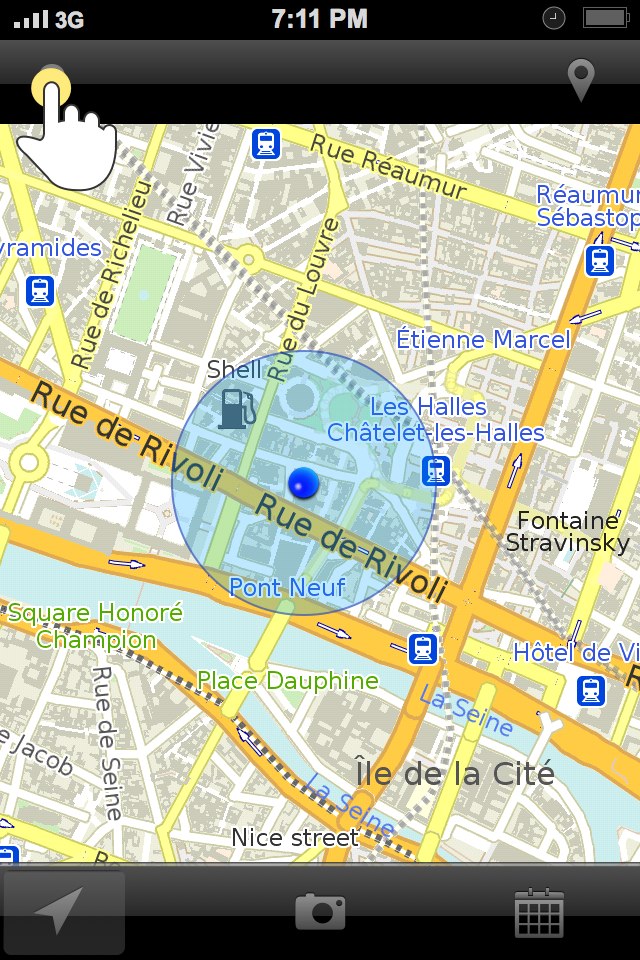 3G
7:11 PM
Rue Réaumur
Rue Vivie
Réaumur
Sébastop
Rue de Richelieu
yramides
Rue du Louvre
Étienne Marcel
Shell
Les Halles
Châtelet-les-Halles
Rue de Rivoli
Rue de Rivoli
Fontaine
Stravinsky
Pont Neuf
Square Honoré
Champion
Hôtel de Vi
Place Dauphine
R
Rue de Seine
La Seine
e Jacob
Île de la Cité
La Seine
Nice street
R